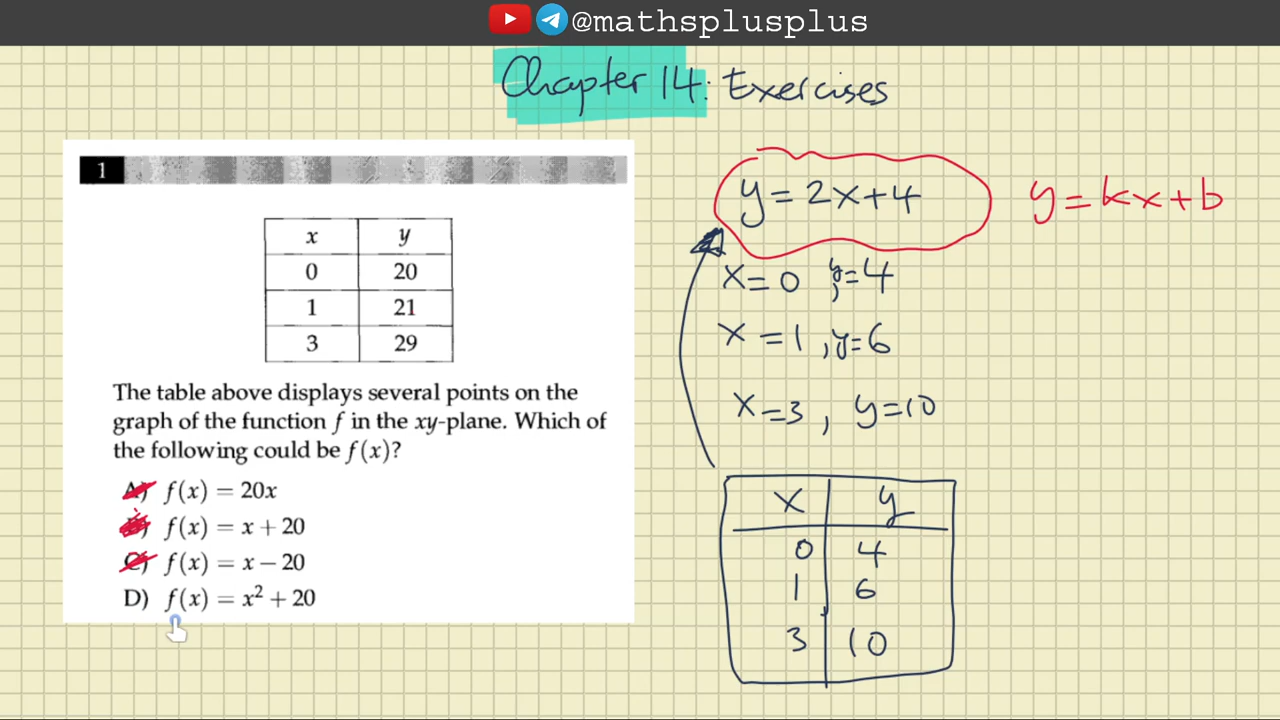 @mathsplusplus
Chapter 14: Exercises
1
x y
0 20
1 21
3 29
The table above displays several points on the
graph of the function f in the xy-plane. Which of
the following could be f(x)?
A) f(x) = 20x
B) f(x) = x + 20
C) f(x) = x − 20
D) f(x) = x² + 20
y=2x+4
y=kx+b
x=0, y=4
x=1, y=6
x=3, y=10
x y
0 4
1 6
3 10